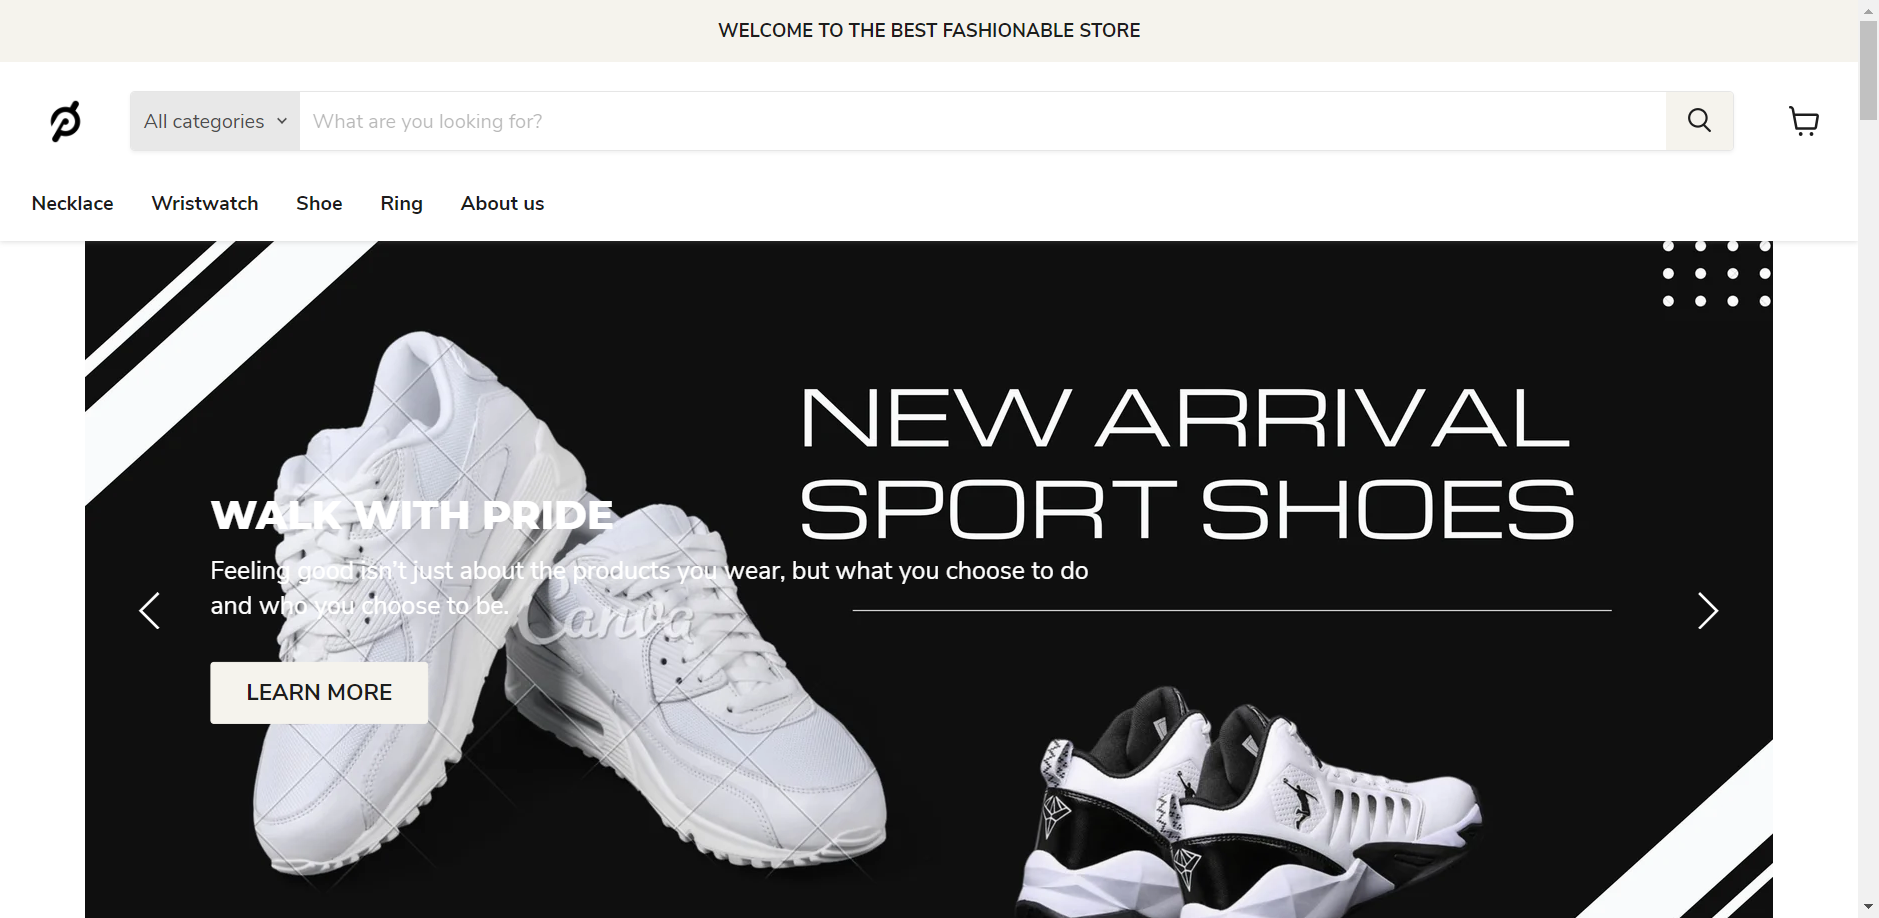 WELCOME TO THE BEST FASHIONABLE STORE
All categories
What are you looking for?
Necklace
Wristwatch
Shoe
Ring
About us
NEW ARRIVAL
SPORT SHOES
WALK WITH PRIDE
Feeling good isn't just about the products you wear, but what you choose to do
and who you choose to be.
Canva
LEARN MORE